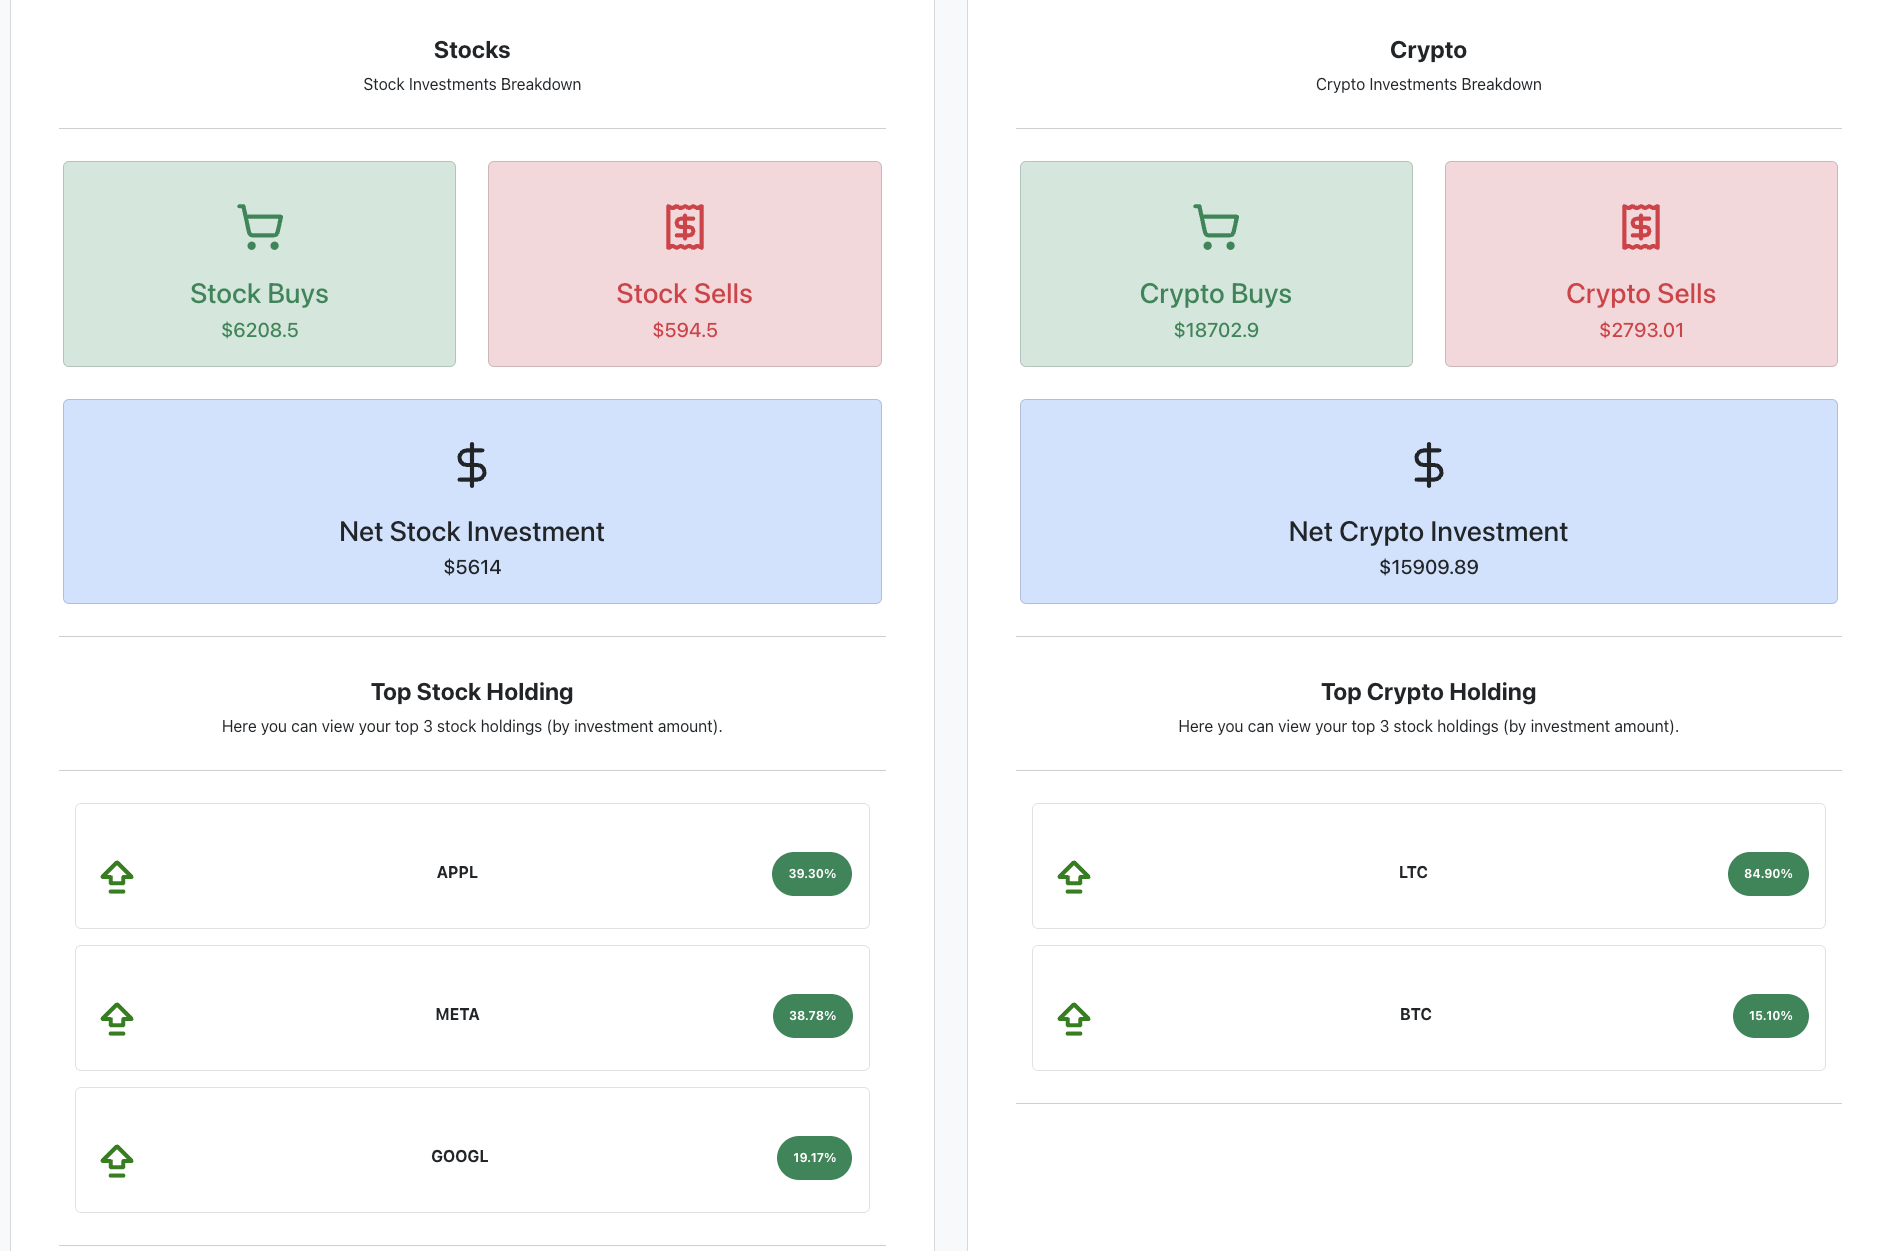 Stocks
Stock Investments Breakdown
Stock Buys
$6208.5
Stock Sells
$594.5
$
Net Stock Investment
$5614
Top Stock Holding
Here you can view your top 3 stock holdings (by investment amount).
APPL
39.30%
META
38.78%
GOOGL
19.17%
Crypto
Crypto Investments Breakdown
Crypto Buys
$18702.9
Crypto Sells
$2793.01
$
Net Crypto Investment
$15909.89
Top Crypto Holding
Here you can view your top 3 stock holdings (by investment amount).
LTC
84.90%
BTC
15.10%